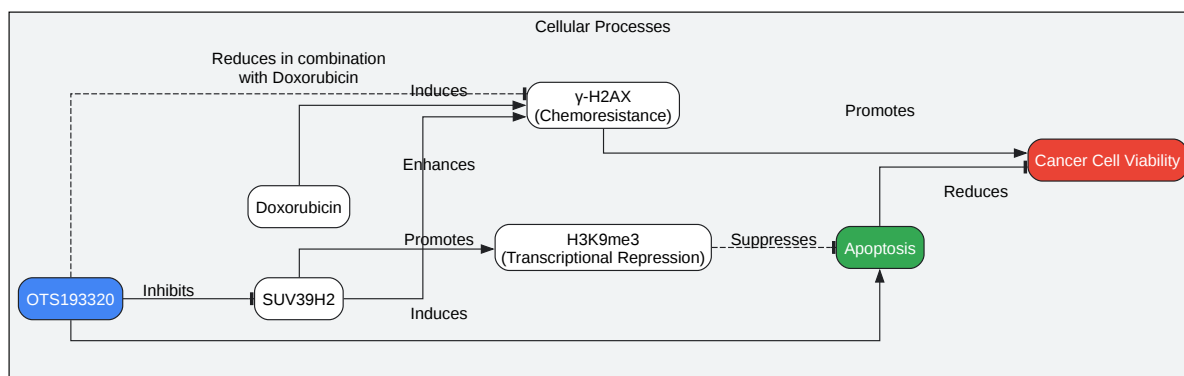 Cellular Processes
Reduces in combination
with Doxorubicin
Induces
γ-H2AX
(Chemoresistance)
Promotes
Enhances
Cancer Cell Viability
Doxorubicin
Reduces
Promotes
H3K9me3
(Transcriptional Repression)
Suppresses
Apoptosis
OTS193320
Inhibits
SUV39H2
Induces